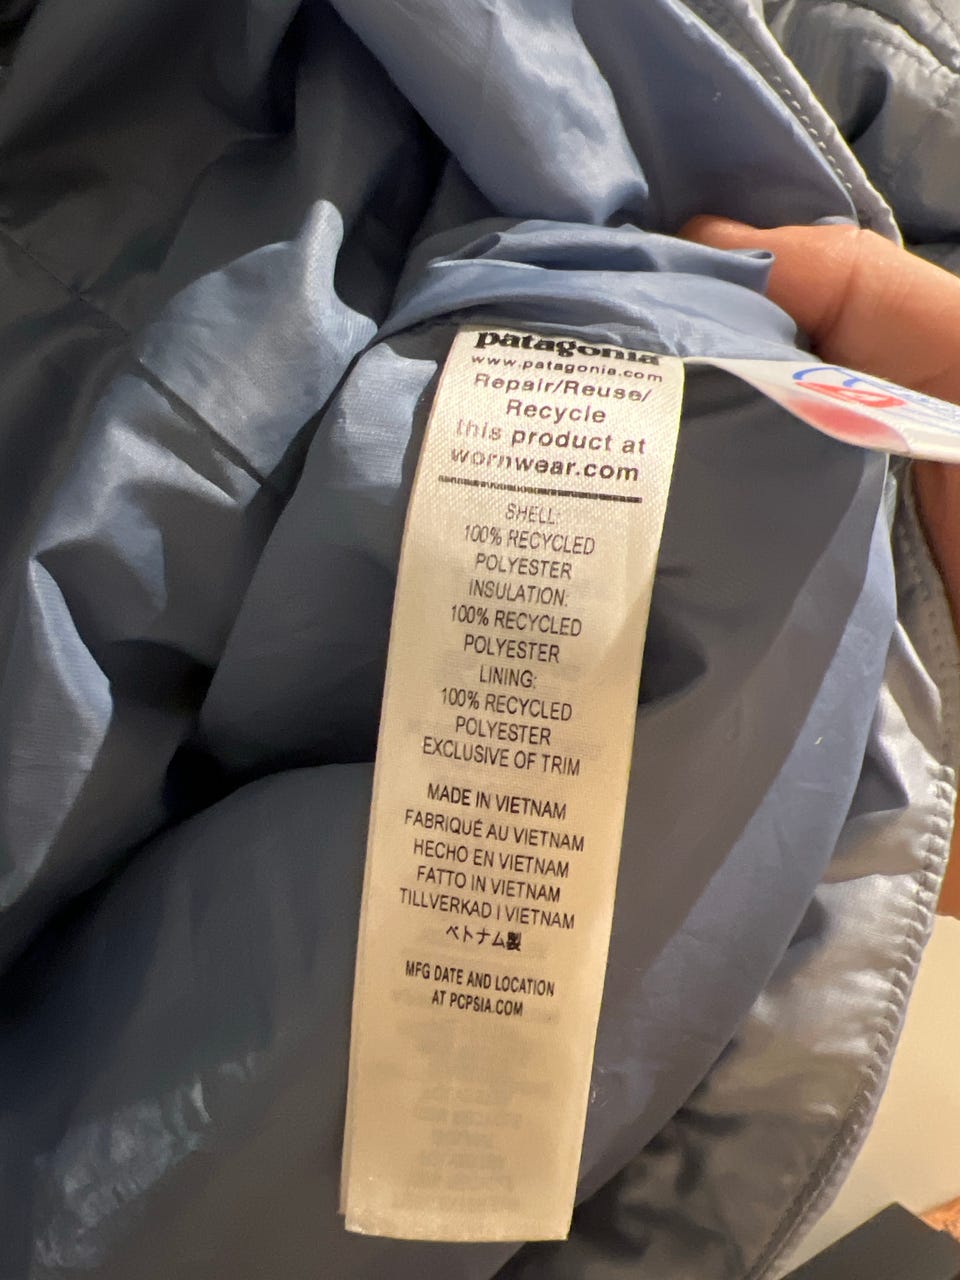 patagonia
www.patagonia.com
Repair/Reuse/
Recycle
this product at
wornwear.com
SHELL:
100% RECYCLED
POLYESTER
INSULATION:
100% RECYCLED
POLYESTER
LINING:
100% RECYCLED
POLYESTER
EXCLUSIVE OF TRIM
MADE IN VIETNAM
FABRIQUÉ AU VIETNAM
HECHO EN VIETNAM
FATTO IN VIETNAM
TILLVERKAD I VIETNAM
ベトナム製
MFG DATE AND LOCATION
AT PCPSIA.COM